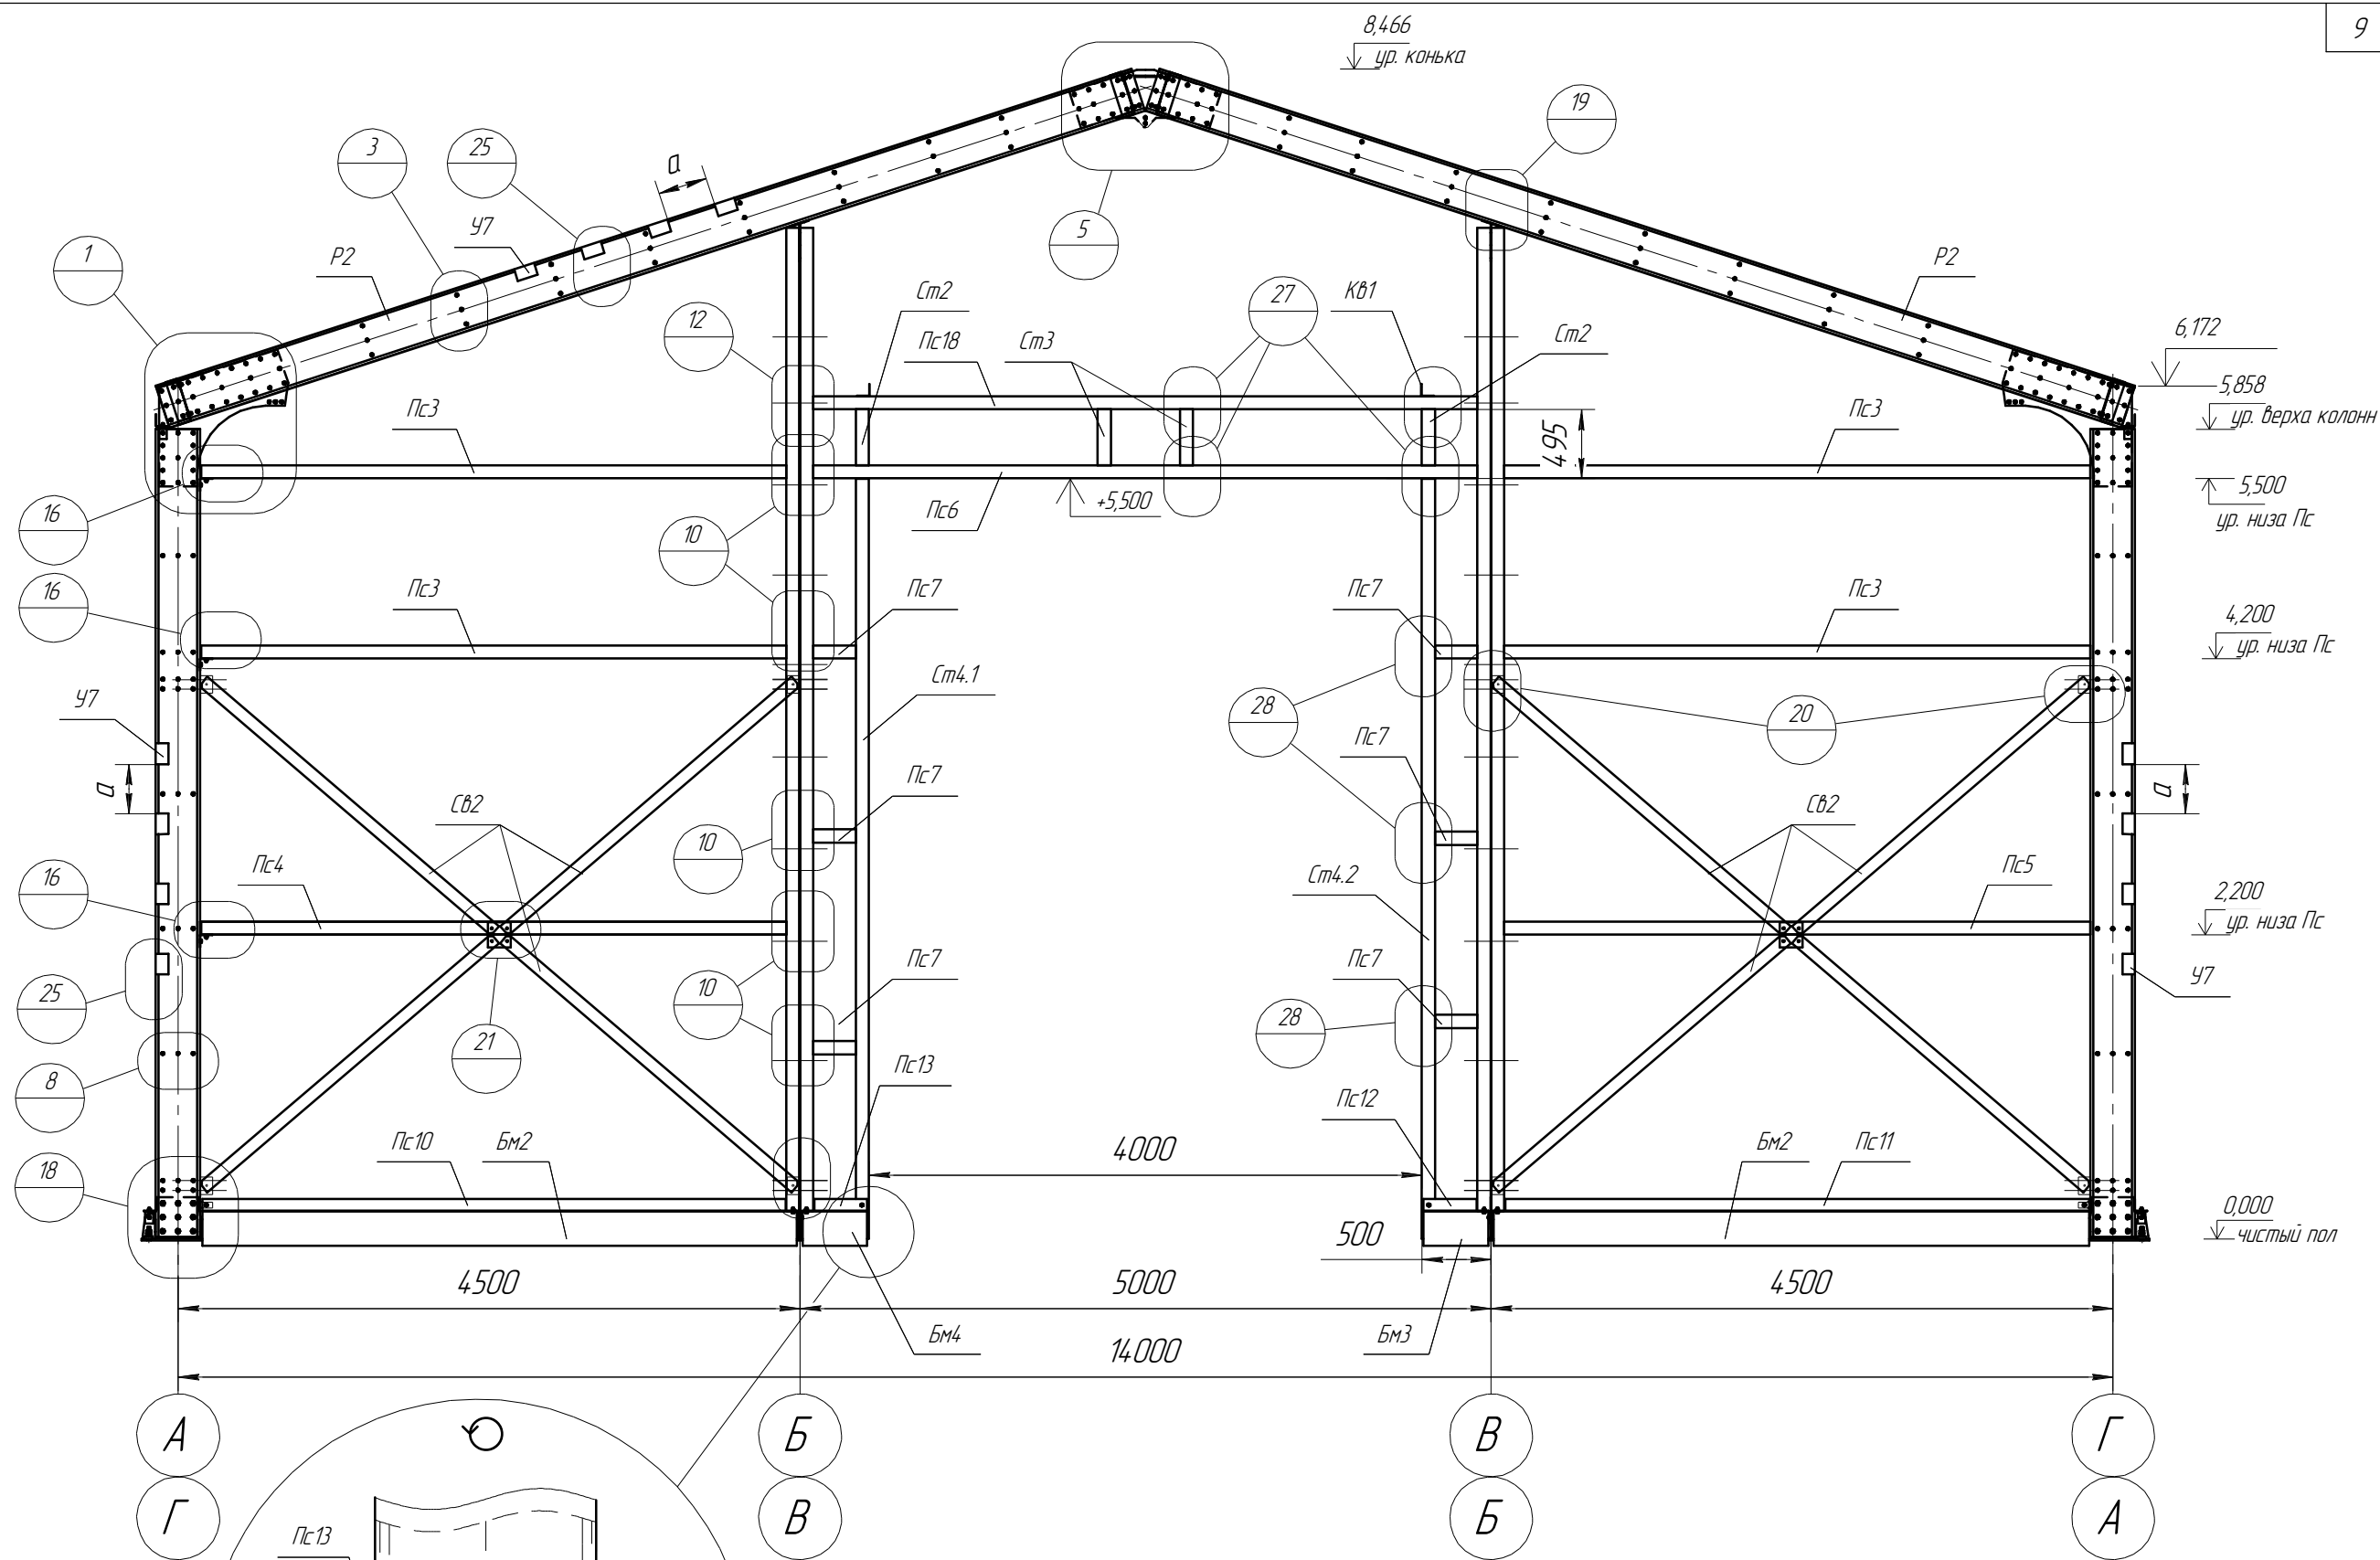 9
8,466
ур. конька
19
3
25
а
У7
5
1
Р2
Р2
12
Ст2
Пс18
Ст3
27
Кв1
Ст2
6,172
5,858
ур. верха колонн
Пс3
495
Пс3
16
Пс6
+5,500
5,500
ур. низа Пс
10
16
Пс3
Пс7
Пс7
Пс3
4,200
ур. низа Пс
У7
Ст4.1
28
20
Пс7
а
Пс7
а
Св2
Св2
10
16
Пс4
Ст4.2
Пс5
2,200
ур. низа Пс
25
10
Пс7
Пс7
У7
28
21
8
Пс13
Пс12
18
Пс10
Бм2
4000
Бм2
Пс11
500
0,000
чистый пол
4500
5000
4500
Бм4
14000
Бм3
А
Б
В
Г
Г
В
Б
А
Пс13